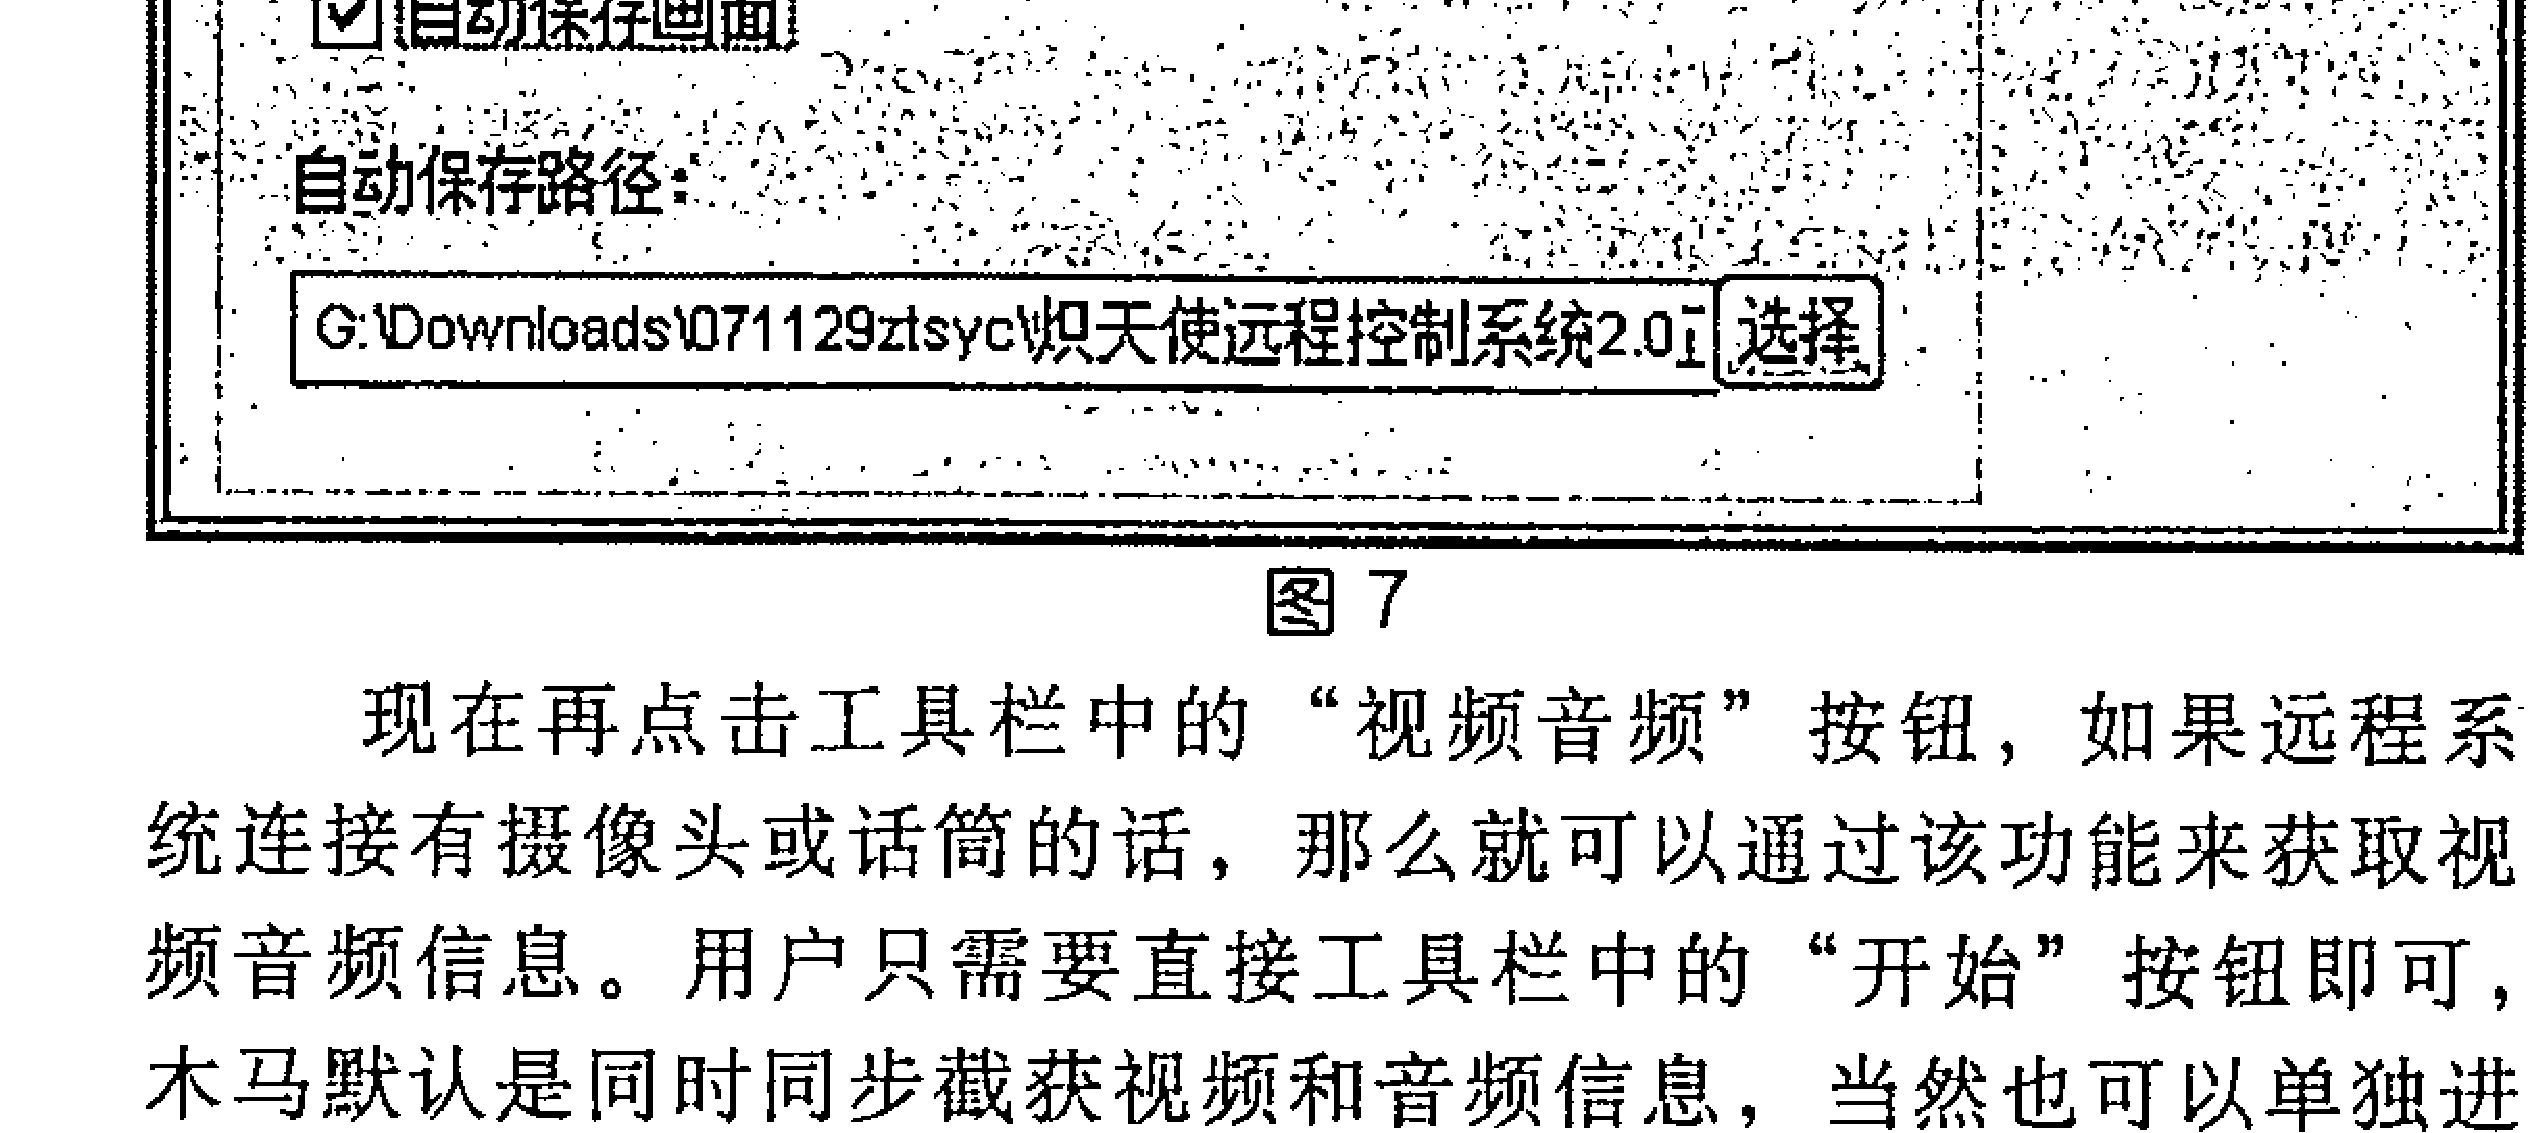 自动保存画面
自动保存路径:
G:\Downloads\071129ztsyc\炽天使远程控制系统2.0 选择
图 7
现在再点击工具栏中的“视频音频”按钮，如果远程系
统连接有摄像头或话筒的话，那么就可以通过该功能来获取视
频音频信息。用户只需要直接工具栏中的“开始”按钮即可，
木马默认是同时同步截获视频和音频信息，当然也可以单独进